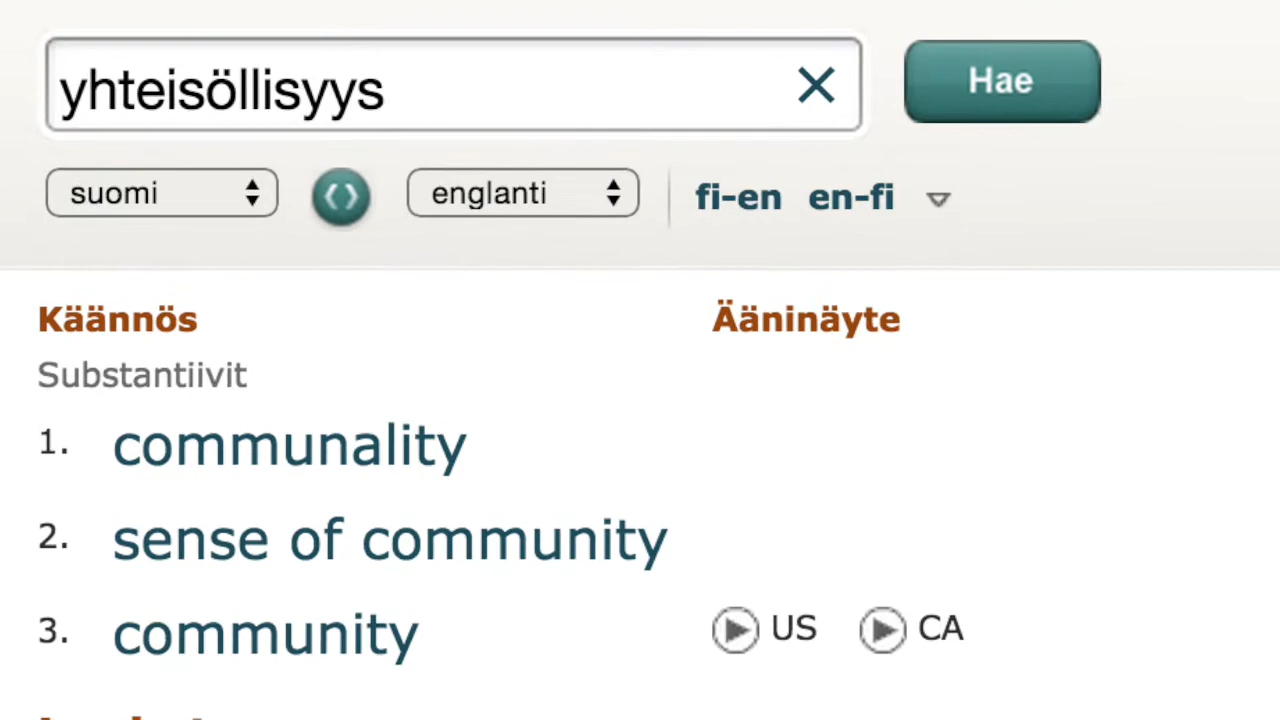 yhteisöllisyys
Hae
suomi englanti fi-en en-fi
Käännös Ääninäyte
Substantiivit
1. communality
2. sense of community
3. community US CA